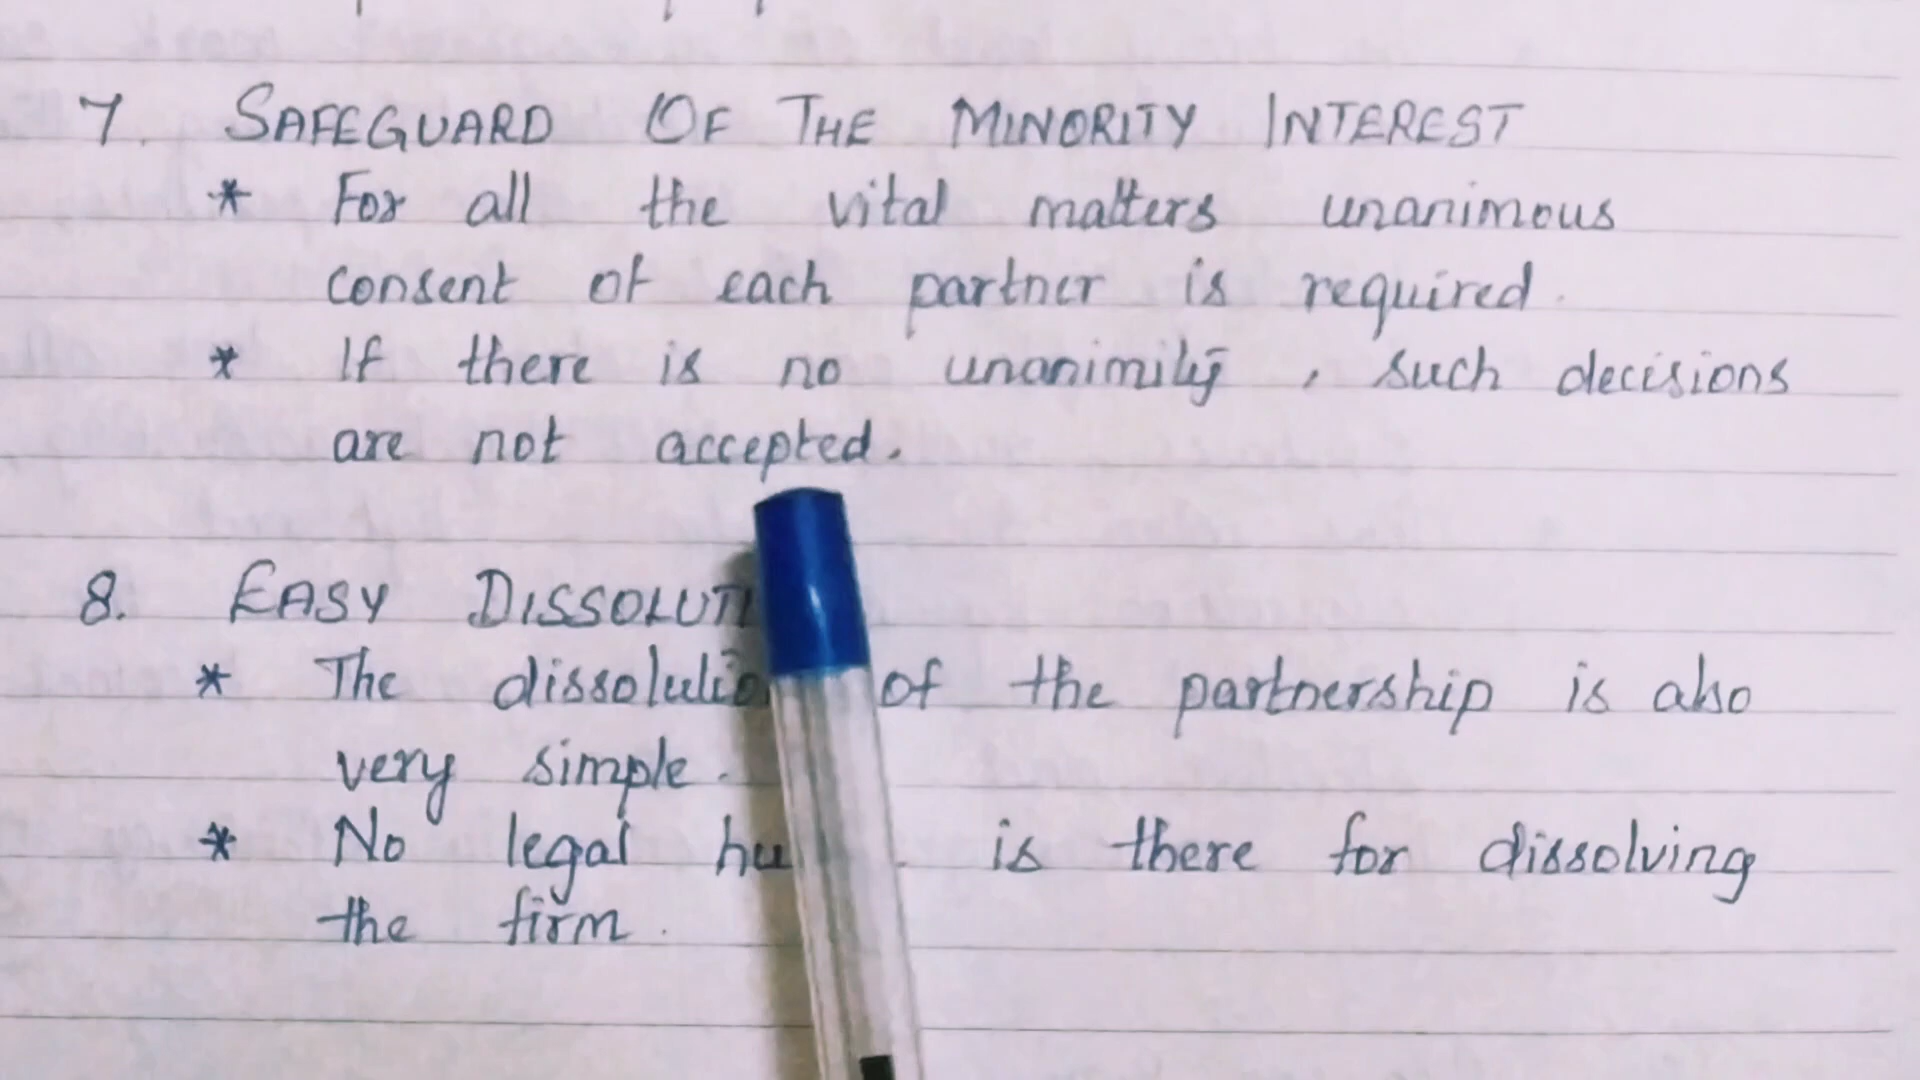 7. SAFEGUARD OF THE MINORITY INTEREST
* For all the vital matters unanimous
consent of each partner is required.
* If there is no unanimity, such decisions
are not accepted.
8. EASY
* The dissolution of the partnership is also
very simple.
* No legal is there for dissolving
the firm.